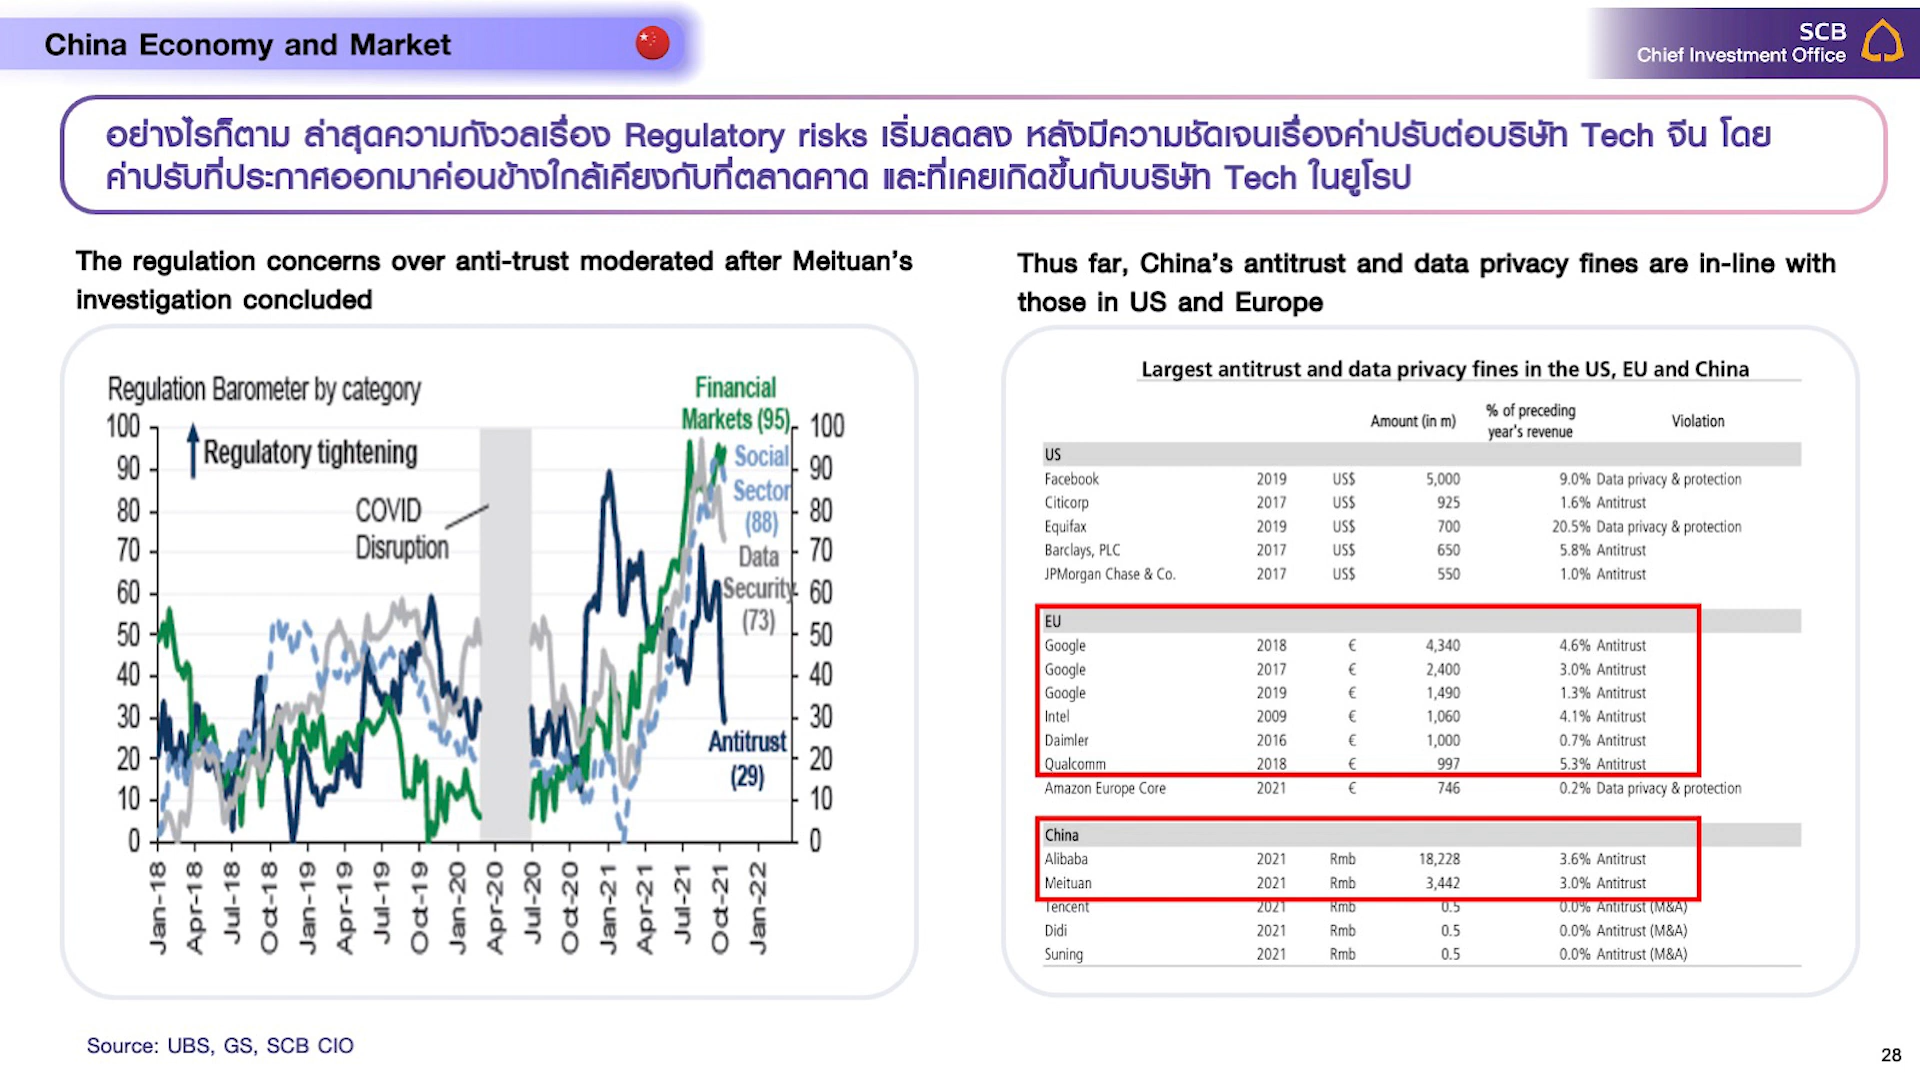 China Economy and Market
SCB
Chief Investment Office
อย่างไรก็ตาม ล่าสุดความกังวลเรื่อง Regulatory risks เริ่มลดลง หลังมีความชัดเจนเรื่องค่าปรับต่อบริษัท Tech จีน โดย
ค่าปรับที่ประกาศออกมาค่อนข้างใกล้เคียงกับที่ตลาดคาด และที่เคยเกิดขึ้นกับบริษัท Tech ในยุโรป
The regulation concerns over anti-trust moderated after Meituan's
investigation concluded
Regulation Barometer by category
Financial
Markets (95)
100
90
80
70
60
50
40
30
20
10
0
Regulatory tightening
COVID
Disruption
Social
Sector
(88)
Data
Security
(73)
Antitrust
(29)
100
90
80
70
60
50
40
30
20
10
0
Jan-18
Apr-18
Jul-18
Oct-18
Jan-19
Apr-19
Jul-19
Oct-19
Jan-20
Apr-20
Jul-20
Oct-20
Jan-21
Apr-21
Jul-21
Oct-21
Jan-22
Thus far, China's antitrust and data privacy fines are in-line with
those in US and Europe
Largest antitrust and data privacy fines in the US, EU and China
Amount (in m) % of preceding year's revenue Violation
US
Facebook 2019 US$ 5,000 9.0% Data privacy & protection
Citicorp 2017 US$ 925 1.6% Antitrust
Equifax 2019 US$ 700 20.5% Data privacy & protection
Barclays, PLC 2017 US$ 650 5.8% Antitrust
JPMorgan Chase & Co. 2017 US$ 550 1.0% Antitrust
EU
Google 2018 € 4,340 4.6% Antitrust
Google 2017 € 2,400 3.0% Antitrust
Google 2019 € 1,490 1.3% Antitrust
Intel 2009 € 1,060 4.1% Antitrust
Daimler 2016 € 1,000 0.7% Antitrust
Qualcomm 2018 € 997 5.3% Antitrust
Amazon Europe Core 2021 € 746 0.2% Data privacy & protection
China
Alibaba 2021 Rmb 18,228 3.6% Antitrust
Meituan 2021 Rmb 3,442 3.0% Antitrust
Tencent 2021 Rmb 0.5 0.0% Antitrust (M&A)
Didi 2021 Rmb 0.5 0.0% Antitrust (M&A)
Suning 2021 Rmb 0.5 0.0% Antitrust (M&A)
Source: UBS, GS, SCB CIO
28